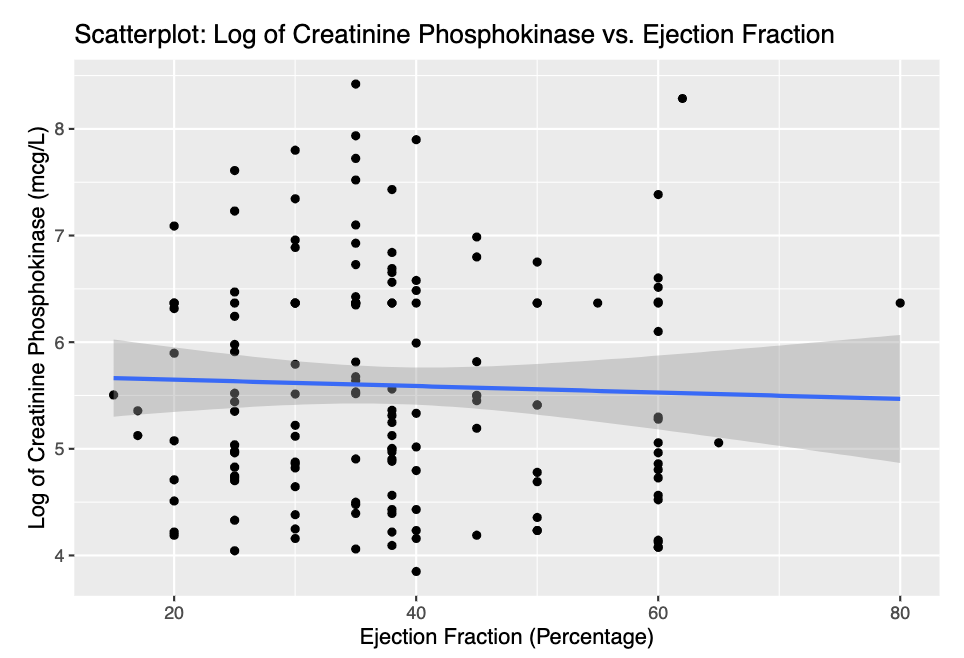 Scatterplot: Log of Creatinine Phosphokinase vs. Ejection Fraction
Log of Creatinine Phosphokinase (mcg/L)
8
7
6
5
4
20 40 60 80
Ejection Fraction (Percentage)